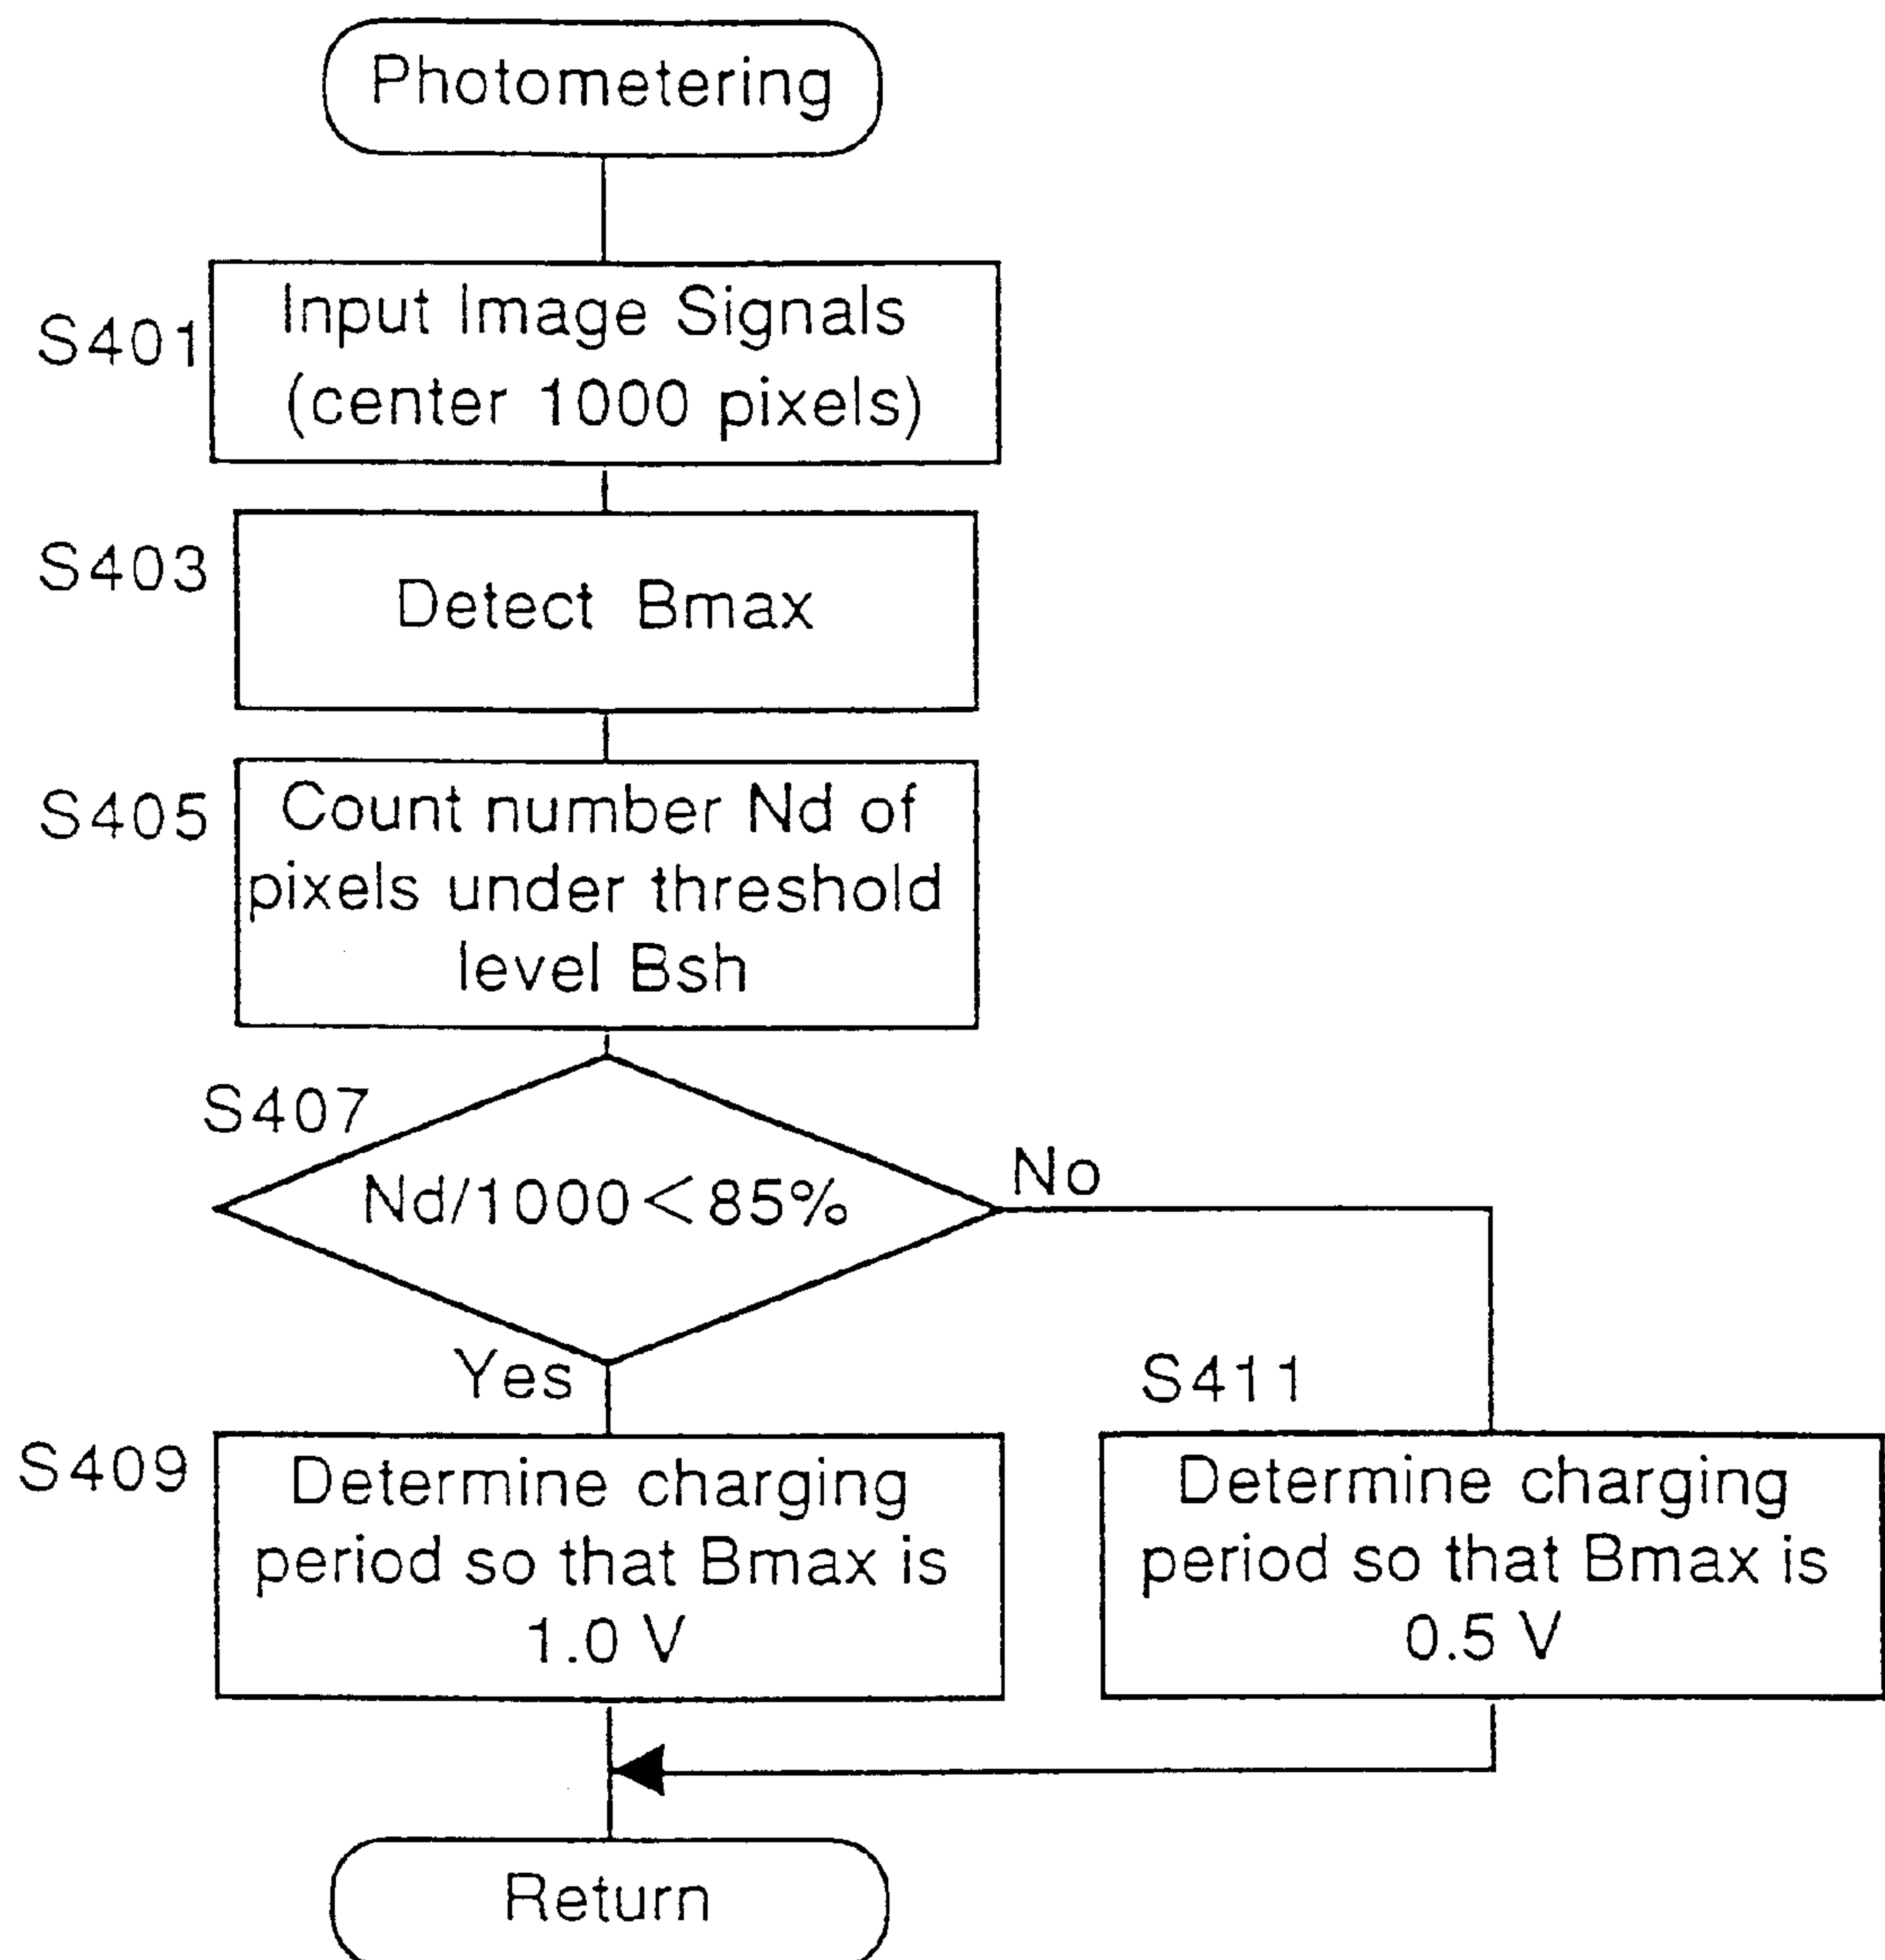 Photometering
S401
Input Image Signals
(center 1000 pixels)
S403
Detect Bmax
S405
Count number Nd of
pixels under threshold
level Bsh
S407
Nd/1000<85%
No
Yes
S409
Determine charging
period so that Bmax is
1.0 V
S411
Determine charging
period so that Bmax is
0.5 V
Return